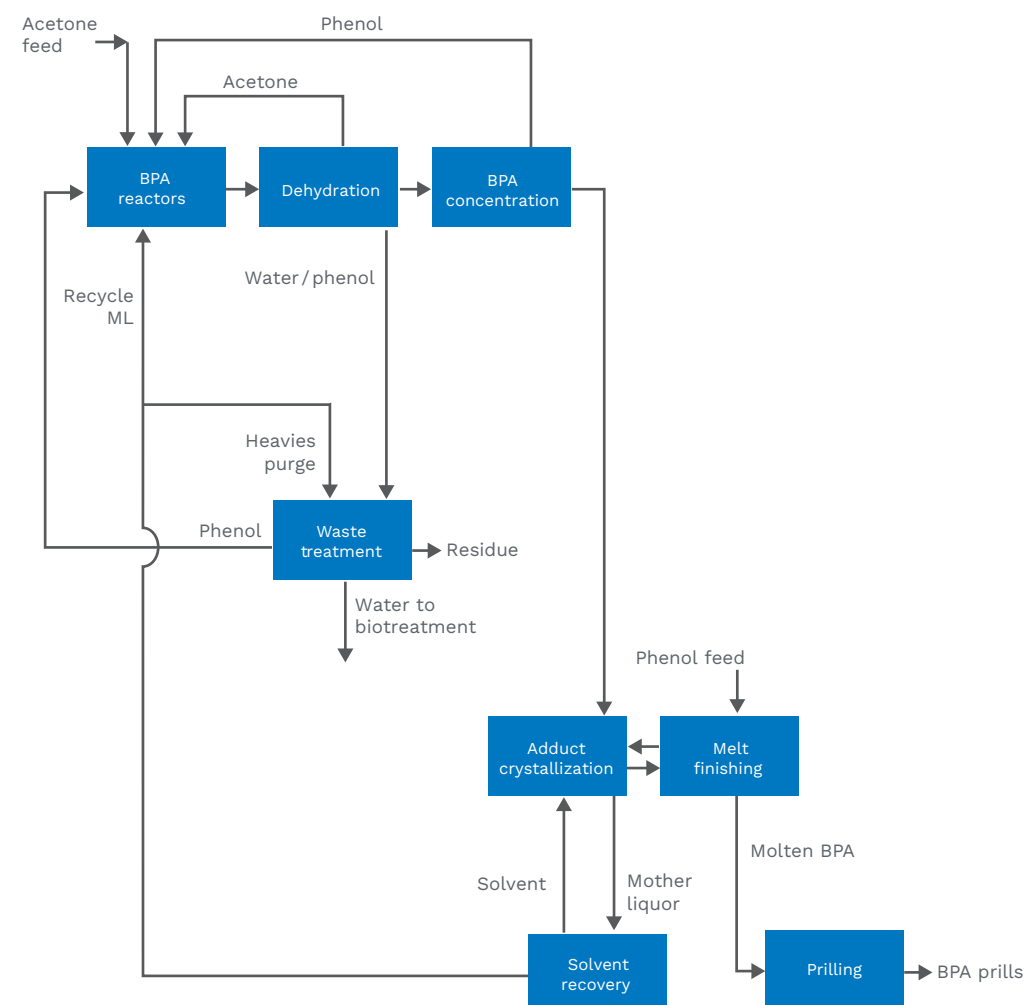 Acetone
feed
Phenol
Acetone
BPA
reactors
Dehydration
BPA
concentration
Water/phenol
Recycle
ML
Heavies
purge
Phenol
Waste
treatment
Residue
Water to
biotreatment
Phenol feed
Adduct
crystallization
Melt
finishing
Molten BPA
Solvent
Mother
liquor
Solvent
recovery
Prilling
BPA prills